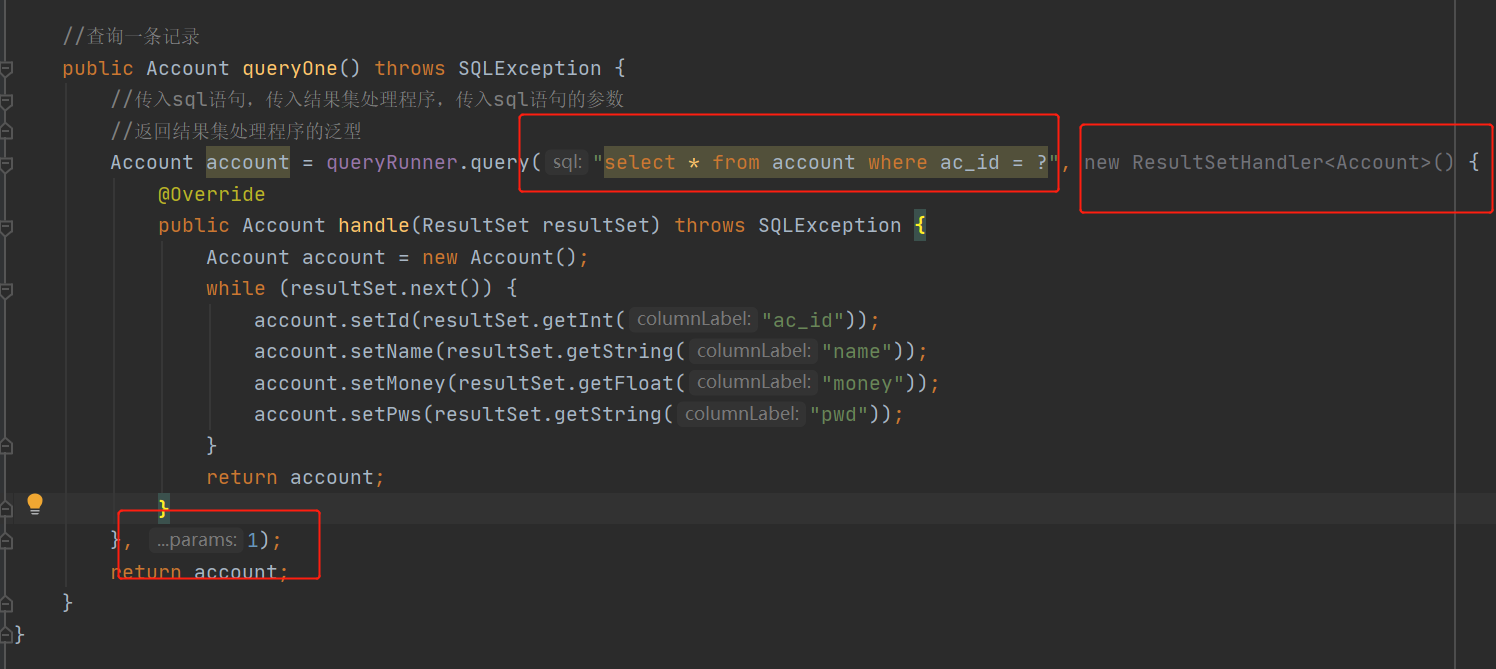 //查询一条记录
public Account queryOne() throws SQLException {
//传入sql语句，传入结果集处理程序，传入sql语句的参数
//返回结果集处理程序的泛型
Account account = queryRunner.query( sql: "select * from account where ac_id = ?", new ResultSetHandler<Account>() {
@Override
public Account handle(ResultSet resultSet) throws SQLException {
Account account = new Account();
while (resultSet.next()) {
account.setId(resultSet.getInt( columnLabel: "ac_id"));
account.setName(resultSet.getString( columnLabel: "name"));
account.setMoney(resultSet.getFloat( columnLabel: "money"));
account.setPws(resultSet.getString( columnLabel: "pwd"));
}
return account;
}
}, ...params: 1);
return account;
}
}